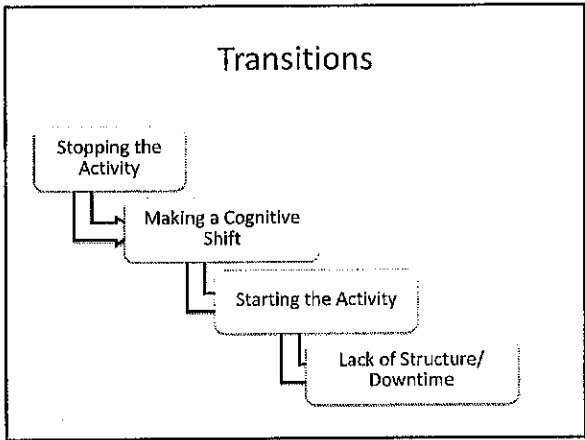 Transitions
Stopping the
Activity
Making a Cognitive
Shift
Starting the Activity
Lack of Structure/
Downtime